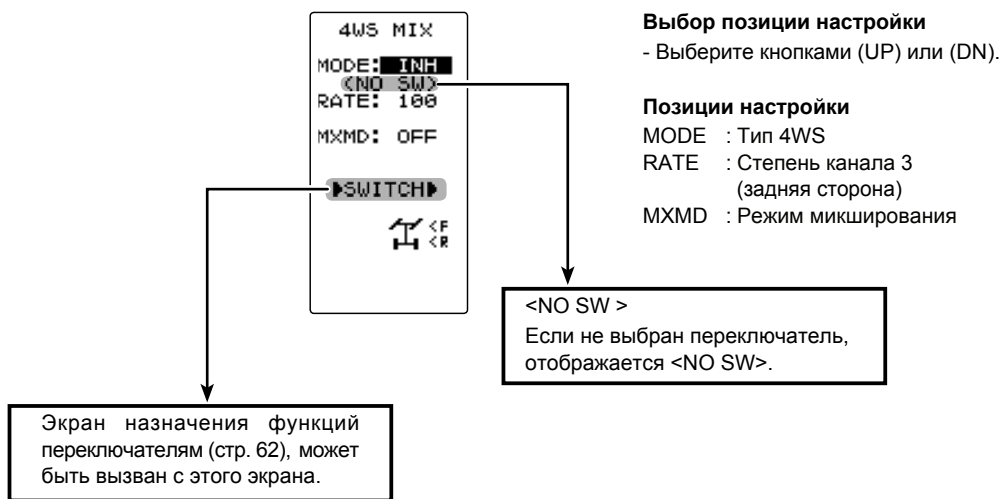 4WS MIX
MODE: INH
(NO SW)
RATE: 100
MXMD: OFF
▶SWITCH▶
<F
<R
Выбор позиции настройки
- Выберите кнопками (UP) или (DN).
Позиции настройки
MODE : Тип 4WS
RATE : Степень канала 3
(задняя сторона)
MXMD : Режим микширования
<NO SW >
Если не выбран переключатель,
отображается <NO SW>.
Экран назначения функций
переключателям (стр. 62), может
быть вызван с этого экрана.